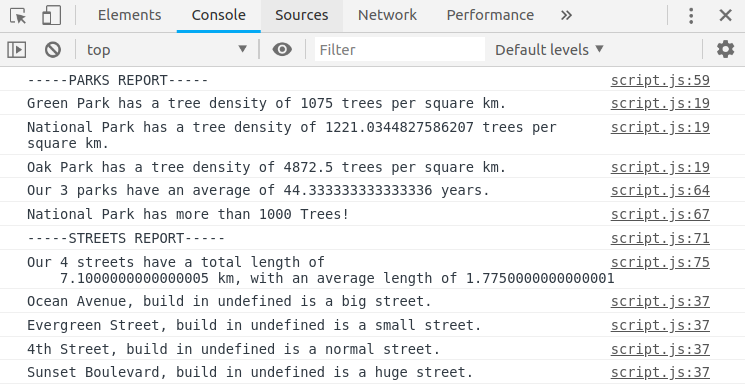 Elements Console Sources Network Performance »
top ▼ Filter Default levels ▼
-----PARKS REPORT----- script.js:59
Green Park has a tree density of 1075 trees per square km. script.js:19
National Park has a tree density of 1221.0344827586207 trees per script.js:19
square km.
Oak Park has a tree density of 4872.5 trees per square km. script.js:19
Our 3 parks have an average of 44.333333333333336 years. script.js:64
National Park has more than 1000 Trees! script.js:67
-----STREETS REPORT----- script.js:71
Our 4 streets have a total length of script.js:75
7.1000000000000005 km, with an average length of 1.7750000000000001
Ocean Avenue, build in undefined is a big street. script.js:37
Evergreen Street, build in undefined is a small street. script.js:37
4th Street, build in undefined is a normal street. script.js:37
Sunset Boulevard, build in undefined is a huge street. script.js:37